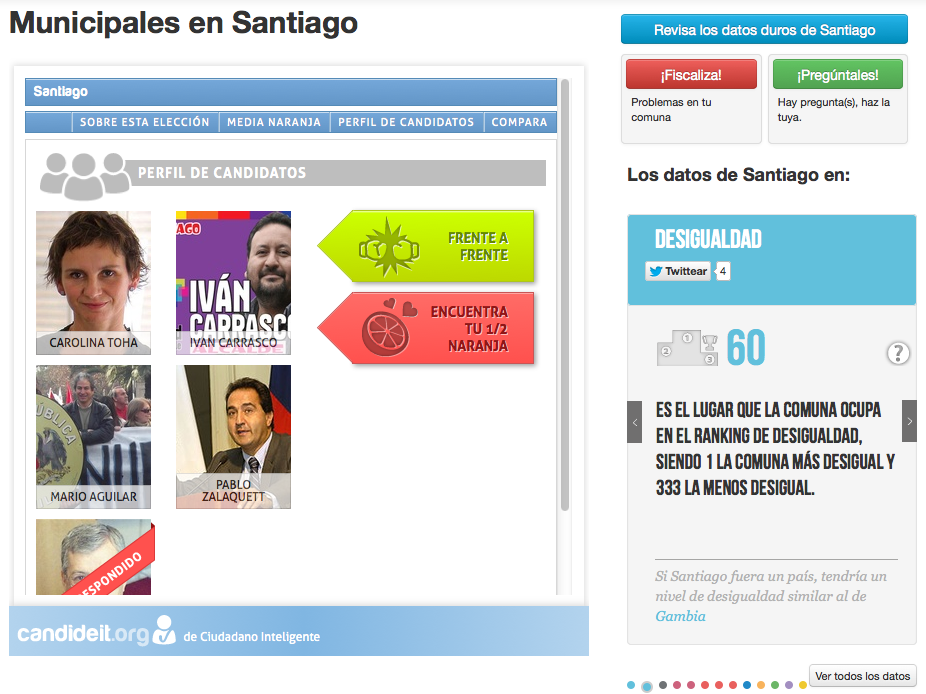 Municipales en Santiago
Santiago
SOBRE ESTA ELECCIÓN
MEDIA NARANJA
PERFIL DE CANDIDATOS
COMPARA
PERFIL DE CANDIDATOS
AGO
IVÁN
CARRASCO
ALCALDE
CAROLINA TOHA
IVAN CARRASCO
FRENTE A
FRENTE
ENCUENTRA
TU 1/2
NARANJA
MARIO AGUILAR
PABLO
ZALAQUETT
ESPONDIDO
candideit.org de Ciudadano Inteligente
Revisa los datos duros de Santiago
¡Fiscaliza!
Problemas en tu
comuna
¡Pregúntales!
Hay pregunta(s), haz la
tuya.
Los datos de Santiago en:
DESIGUALDAD
Twittear 4
2 1 3 60
?
ES EL LUGAR QUE LA COMUNA OCUPA
EN EL RANKING DE DESIGUALDAD,
SIENDO 1 LA COMUNA MÁS DESIGUAL Y
333 LA MENOS DESIGUAL.
Si Santiago fuera un país, tendría un
nivel de desigualdad similar al de
Gambia
Ver todos los datos